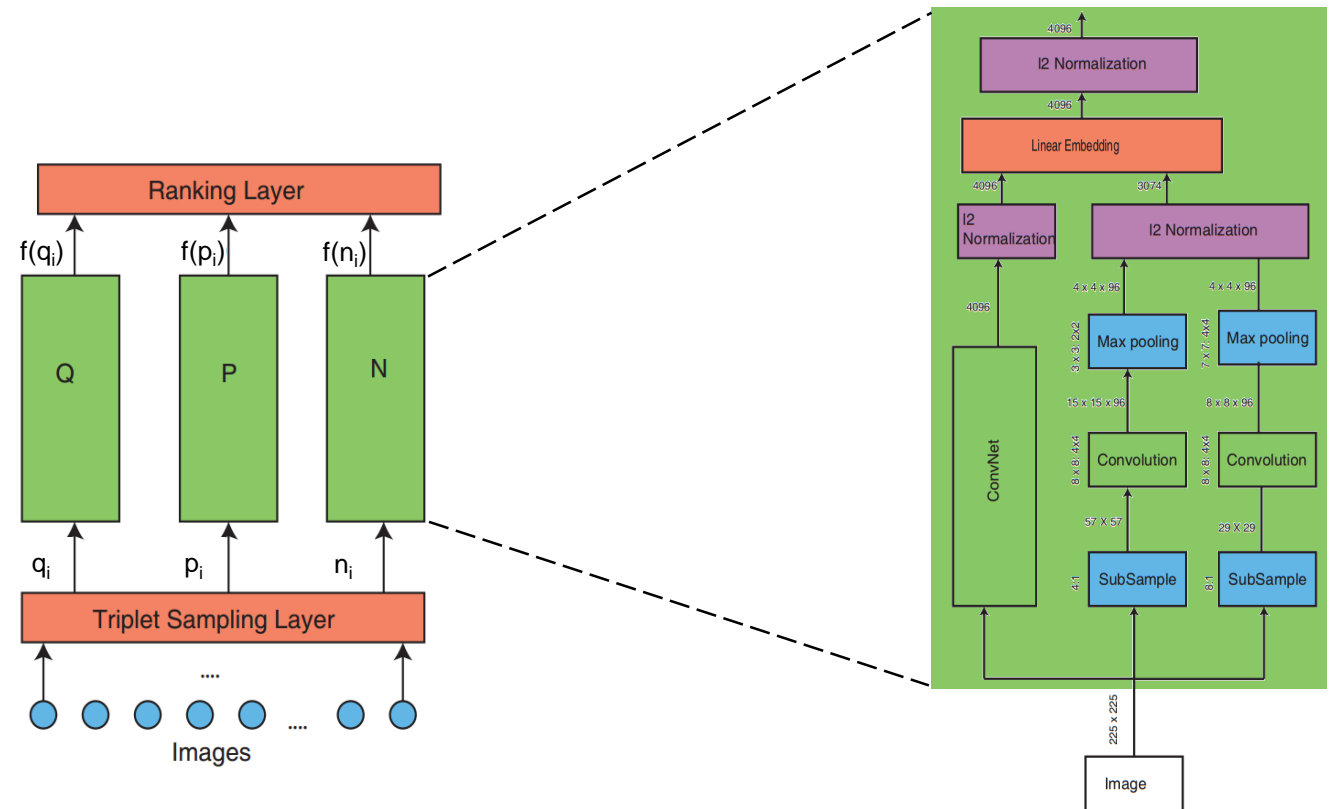 Ranking Layer
f(qi)
f(pi)
f(ni)
Q
P
N
qi
pi
ni
Triplet Sampling Layer
....
....
Images
4096
l2 Normalization
4096
Linear Embedding
4096
3074
l2
Normalization
l2 Normalization
4096
4 x 4 x 96
4 x 4 x 96
3 x 3: 2x2
Max pooling
7 x 7: 4x4
Max pooling
15 x 15 x 96
8 x 8 x 96
ConvNet
8 x 8: 4x4
Convolution
8 x 8: 4x4
Convolution
57 X 57
29 X 29
4:1
SubSample
8:1
SubSample
225 x 225
Image